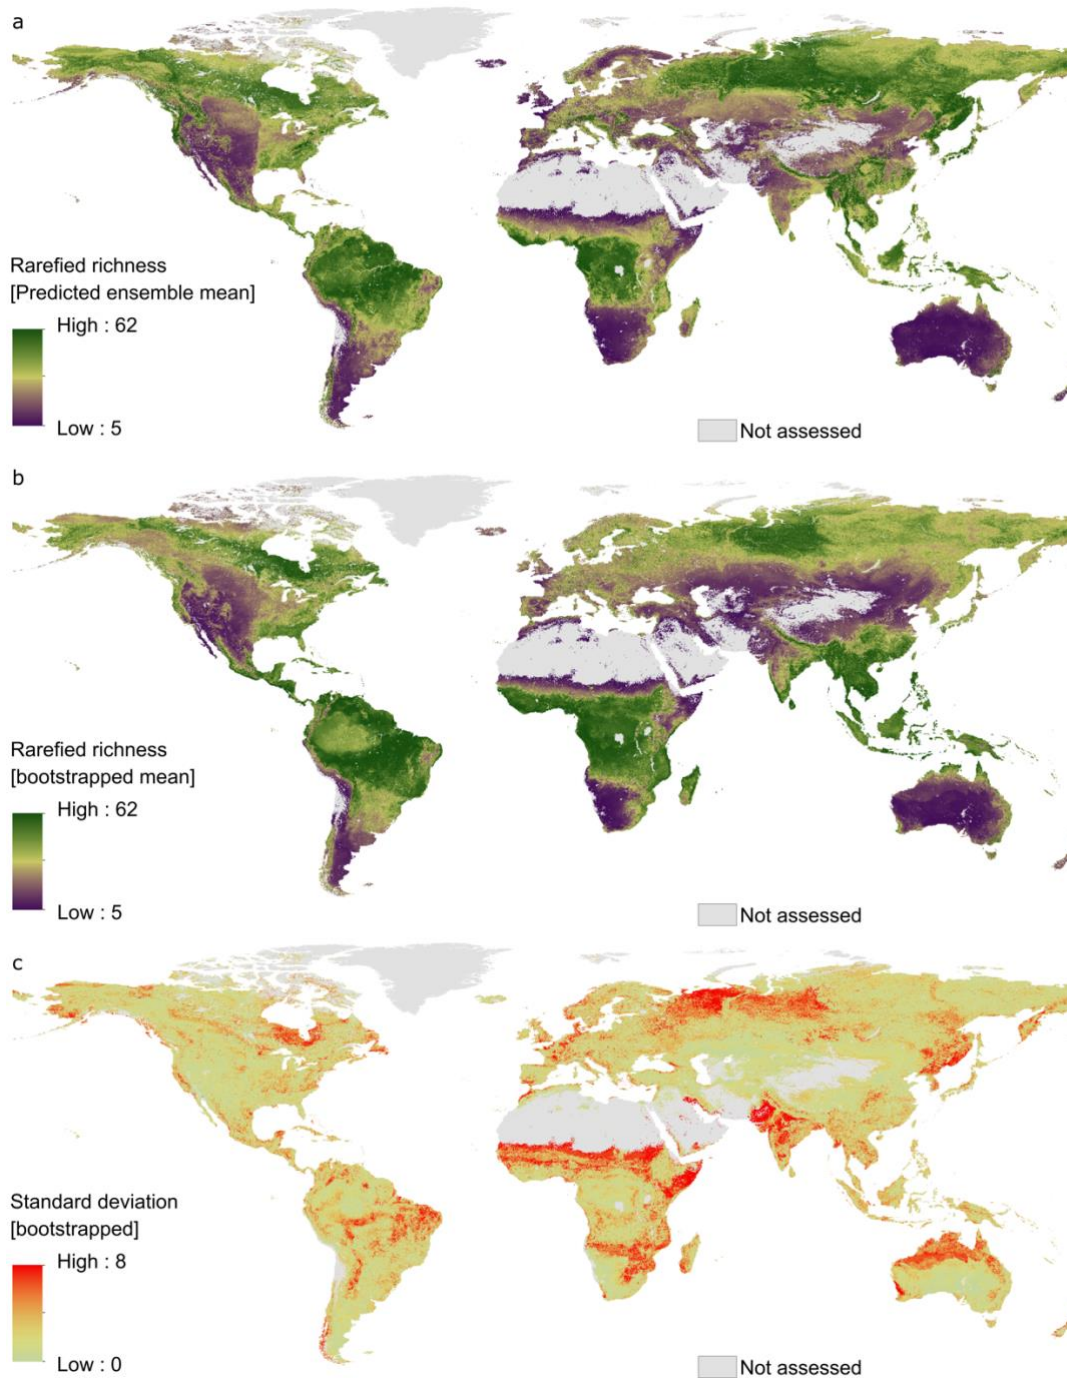 a
Rarefied richness
[Predicted ensemble mean]
High : 62
Low : 5
Not assessed
b
Rarefied richness
[bootstrapped mean]
High : 62
Low : 5
Not assessed
c
Standard deviation
[bootstrapped]
High : 8
Low : 0
Not assessed